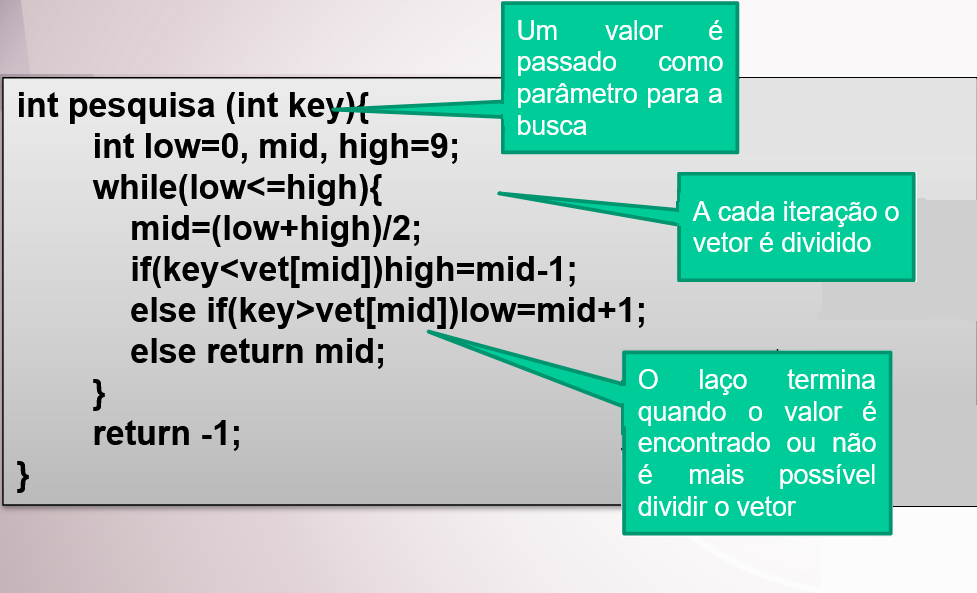 Um valor é
passado como
parâmetro para a
busca
int pesquisa (int key){
int low=0, mid, high=9;
while(low<=high){
mid=(low+high)/2;
if(key<vet[mid])high=mid-1;
else if(key>vet[mid])low=mid+1;
else return mid;
}
return -1;
}
A cada iteração o
vetor é dividido
O laço termina
quando o valor é
encontrado ou não
é mais possível
dividir o vetor